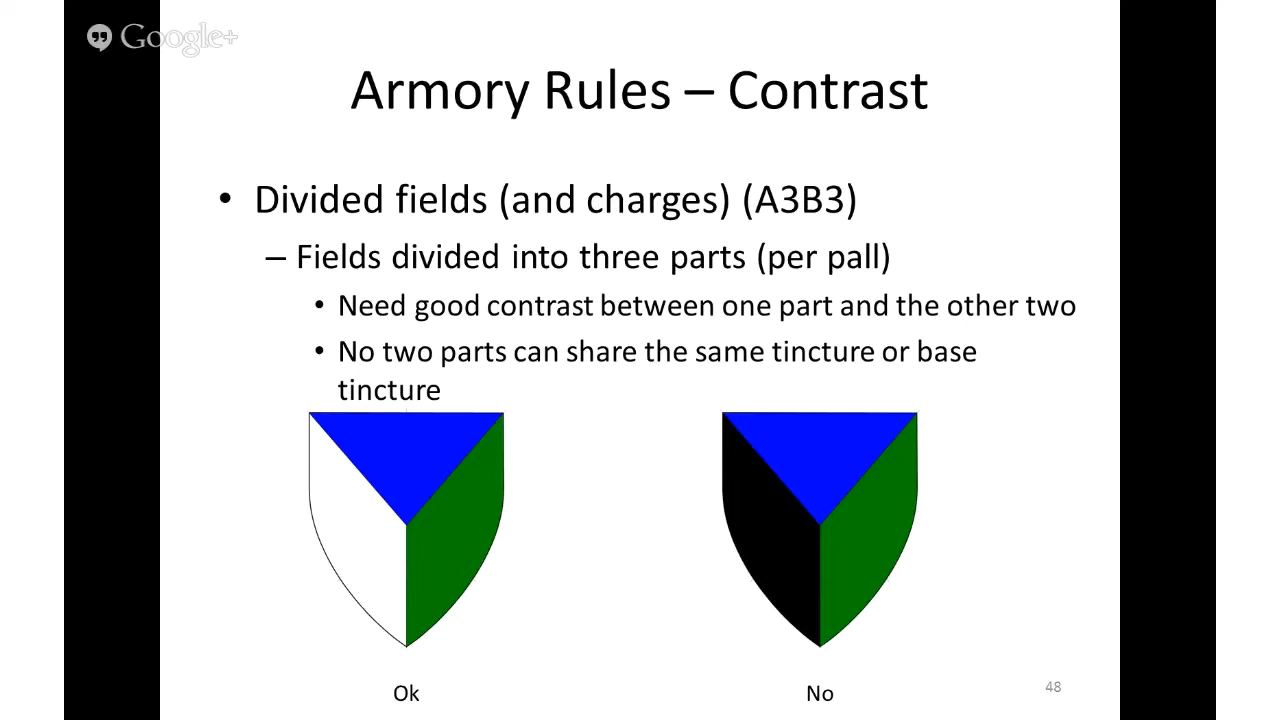 Google+
Armory Rules – Contrast
• Divided fields (and charges) (A3B3)
– Fields divided into three parts (per pall)
• Need good contrast between one part and the other two
• No two parts can share the same tincture or base
tincture
Ok
No
48